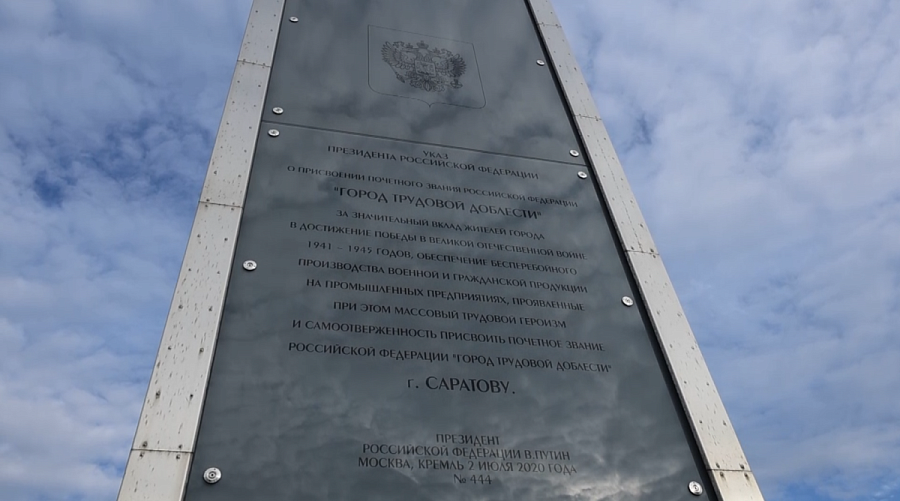 УКАЗ
ПРЕЗИДЕНТА РОССИЙСКОЙ ФЕДЕРАЦИИ
О ПРИСВОЕНИИ ПОЧЕТНОГО ЗВАНИЯ РОССИЙСКОЙ ФЕДЕРАЦИИ
"ГОРОД ТРУДОВОЙ ДОБЛЕСТИ"
ЗА ЗНАЧИТЕЛЬНЫЙ ВКЛАД ЖИТЕЛЕЙ ГОРОДА
В ДОСТИЖЕНИЕ ПОБЕДЫ В ВЕЛИКОЙ ОТЕЧЕСТВЕННОЙ ВОЙНЕ
1941 - 1945 ГОДОВ, ОБЕСПЕЧЕНИЕ БЕСПЕРЕБОЙНОГО
ПРОИЗВОДСТВА ВОЕННОЙ И ГРАЖДАНСКОЙ ПРОДУКЦИИ
НА ПРОМЫШЛЕННЫХ ПРЕДПРИЯТИЯХ, ПРОЯВЛЕННЫЕ
ПРИ ЭТОМ МАССОВЫЙ ТРУДОВОЙ ГЕРОИЗМ
И САМООТВЕРЖЕННОСТЬ ПРИСВОИТЬ ПОЧЕТНОЕ ЗВАНИЕ
РОССИЙСКОЙ ФЕДЕРАЦИИ "ГОРОД ТРУДОВОЙ ДОБЛЕСТИ"
г. САРАТОВУ.
ПРЕЗИДЕНТ
РОССИЙСКОЙ ФЕДЕРАЦИИ В.ПУТИН
МОСКВА, КРЕМЛЬ 2 ИЮЛЯ 2020 ГОДА
№ 444